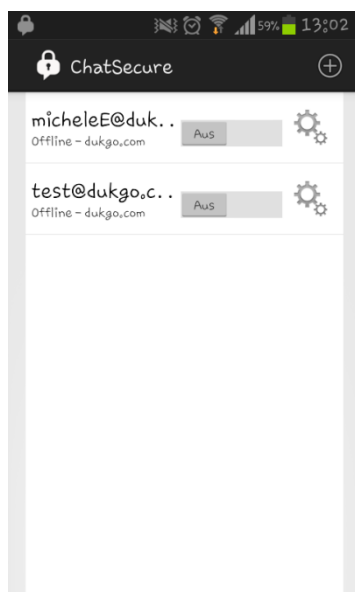 59% 13:02
ChatSecure
micheleE@duk..
Offline - dukgo.com
Aus
test@dukgo.c..
Offline - dukgo.com
Aus